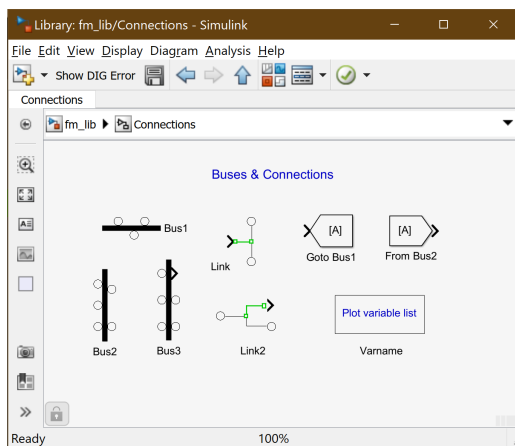 Library: fm_lib/Connections - Simulink
File Edit View Display Diagram Analysis Help
Show DIG Error
Connections
fm_lib Connections
Buses & Connections
Bus1
Link
[A]
Goto Bus1
[A]
From Bus2
Bus2
Bus3
Link2
Plot variable list
Varname
Ready 100%